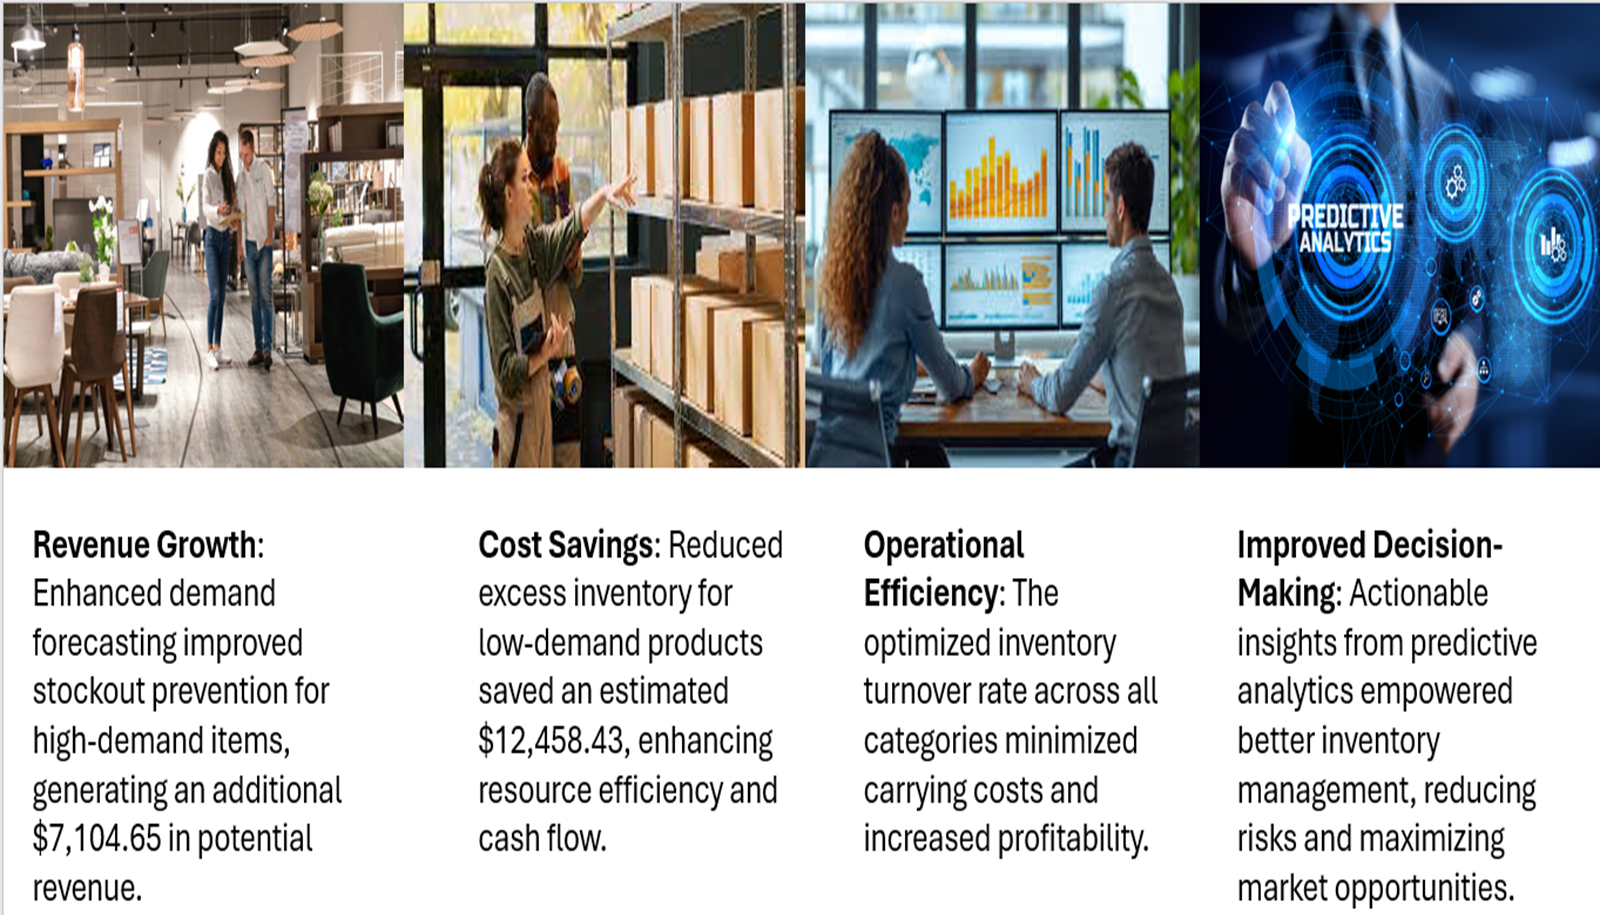 PREDICTIVE
ANALYTICS
Revenue Growth:
Enhanced demand
forecasting improved
stockout prevention for
high-demand items,
generating an additional
$7,104.65 in potential
revenue.
Cost Savings: Reduced
excess inventory for
low-demand products
saved an estimated
$12,458.43, enhancing
resource efficiency and
cash flow.
Operational
Efficiency: The
optimized inventory
turnover rate across all
categories minimized
carrying costs and
increased profitability.
Improved Decision-
Making: Actionable
insights from predictive
analytics empowered
better inventory
management, reducing
risks and maximizing
market opportunities.